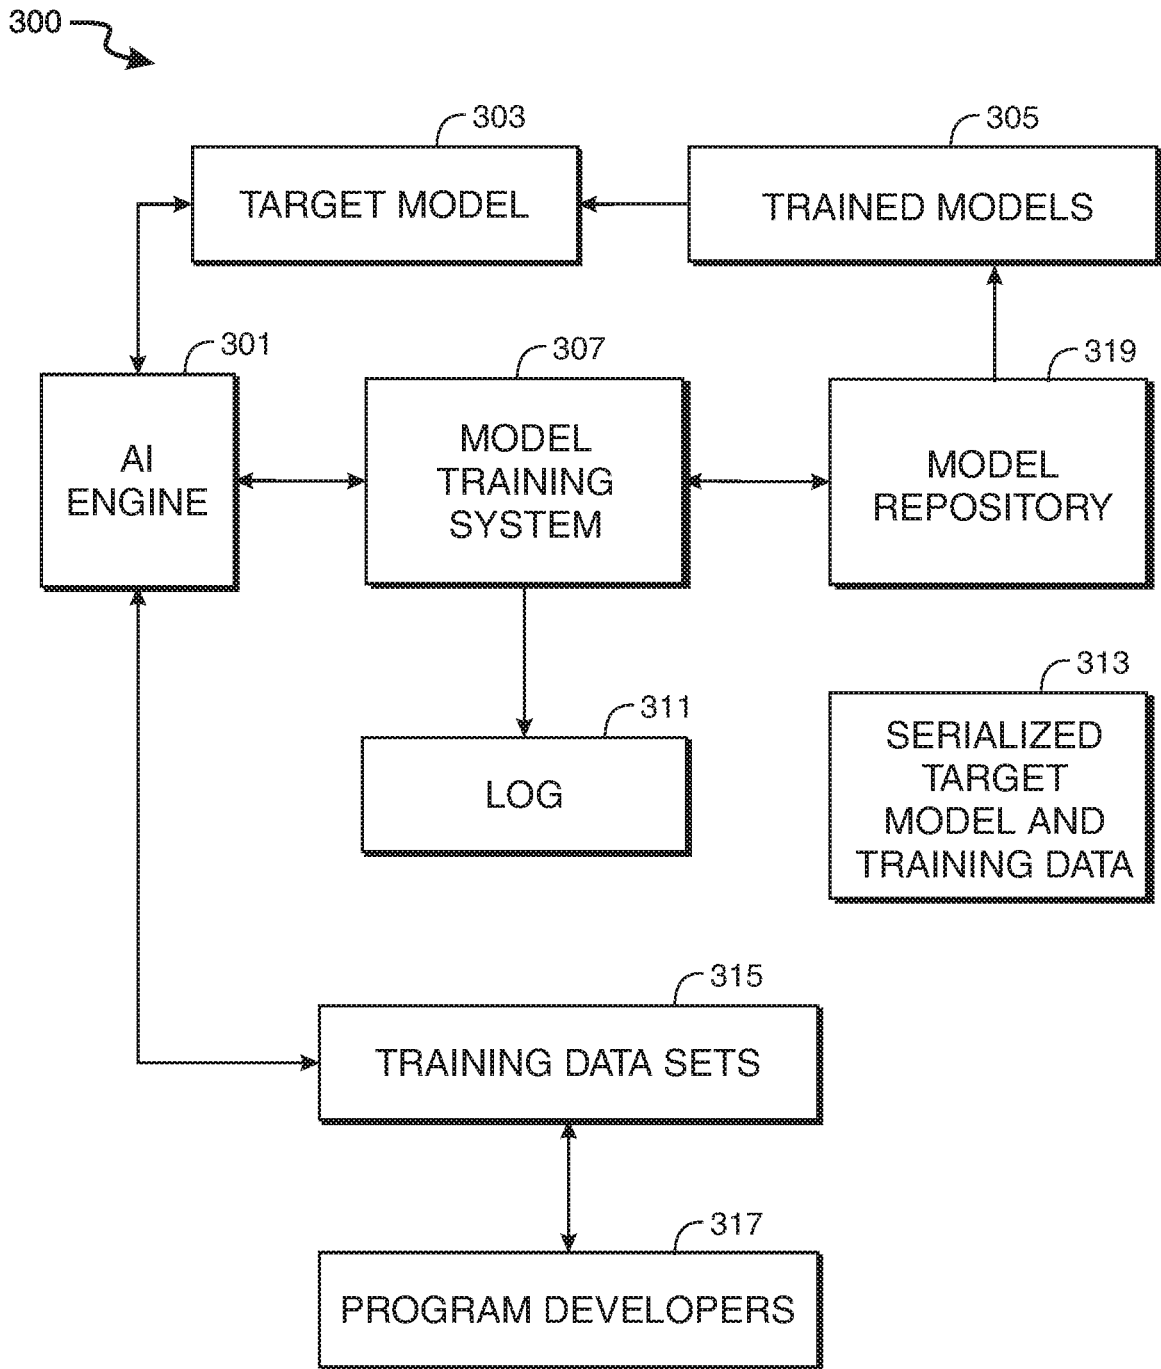 300
303
TARGET MODEL
305
TRAINED MODELS
301
AI
ENGINE
307
MODEL
TRAINING
SYSTEM
319
MODEL
REPOSITORY
311
LOG
313
SERIALIZED
TARGET
MODEL AND
TRAINING DATA
315
TRAINING DATA SETS
317
PROGRAM DEVELOPERS